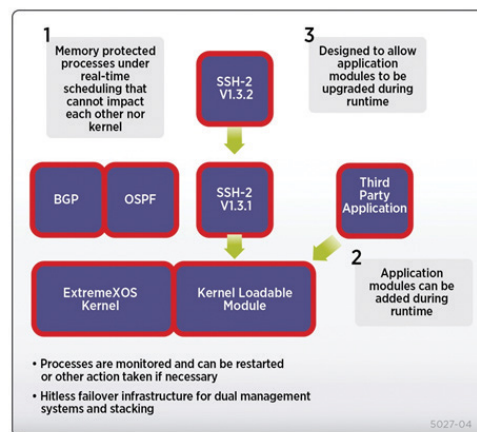 1
Memory protected
processes under
real-time
scheduling that
cannot impact
each other nor
kernel
SSH-2
V1.3.2
3
Designed to allow
application
modules to be
upgraded during
runtime
BGP
OSPF
SSH-2
V1.3.1
Third
Party
Application
2
Application
modules can be
added during
runtime
ExtremeXOS
Kernel
Kernel Loadable
Module
• Processes are monitored and can be restarted
or other action taken if necessary
• Hitless failover infrastructure for dual management
systems and stacking
5027-04